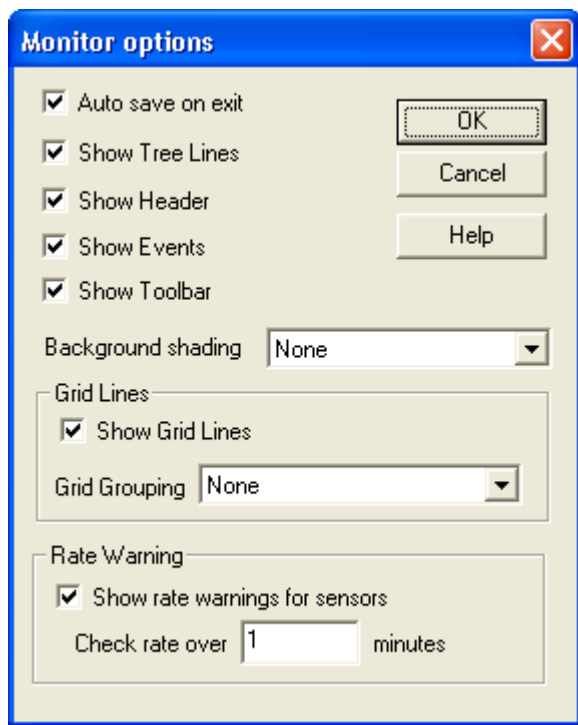 Monitor options
Auto save on exit
Show Tree Lines
Show Header
Show Events
Show Toolbar
OK
Cancel
Help
Background shading None
Grid Lines
Show Grid Lines
Grid Grouping None
Rate Warning
Show rate warnings for sensors
Check rate over 1 minutes